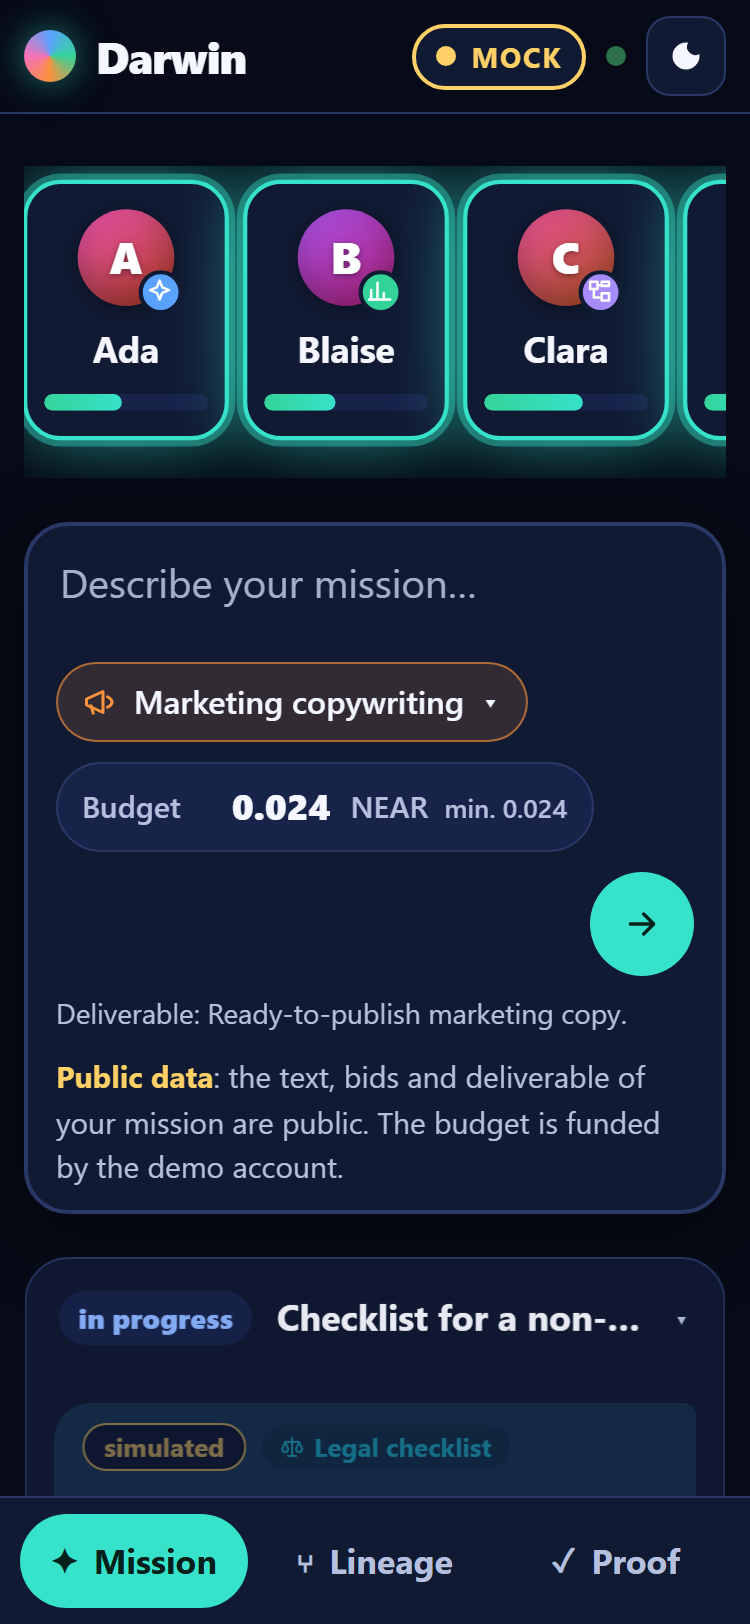 Darwin
MOCK
A
B
C
Ada
Blaise
Clara
Describe your mission...
Marketing copywriting
Budget 0.024 NEAR min. 0.024
Deliverable: Ready-to-publish marketing copy.
Public data: the text, bids and deliverable of
your mission are public. The budget is funded
by the demo account.
in progress Checklist for a non-...
simulated Legal checklist
Mission Lineage Proof